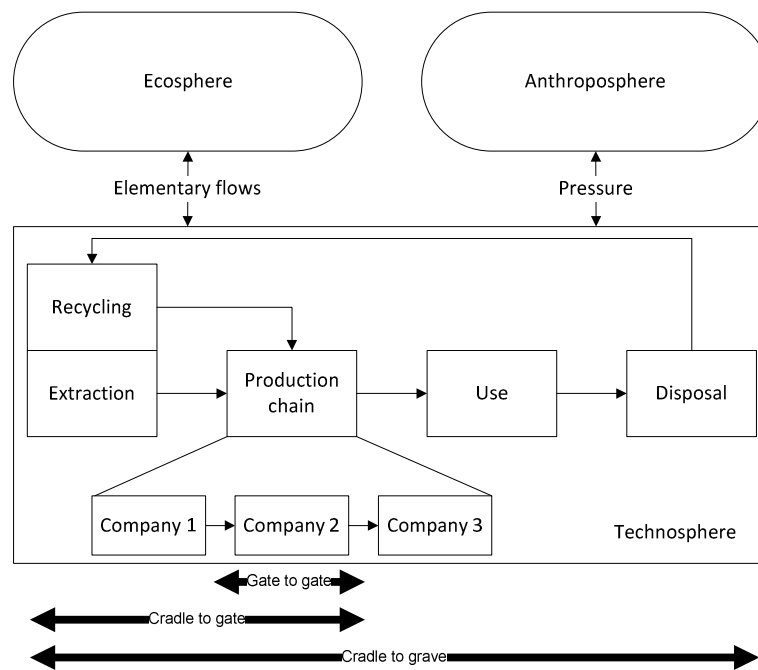 Ecosphere
Anthroposphere
Elementary flows
Pressure
Recycling
Extraction
Production
chain
Use
Disposal
Company 1
Company 2
Company 3
Technosphere
Gate to gate
Cradle to gate
Cradle to grave